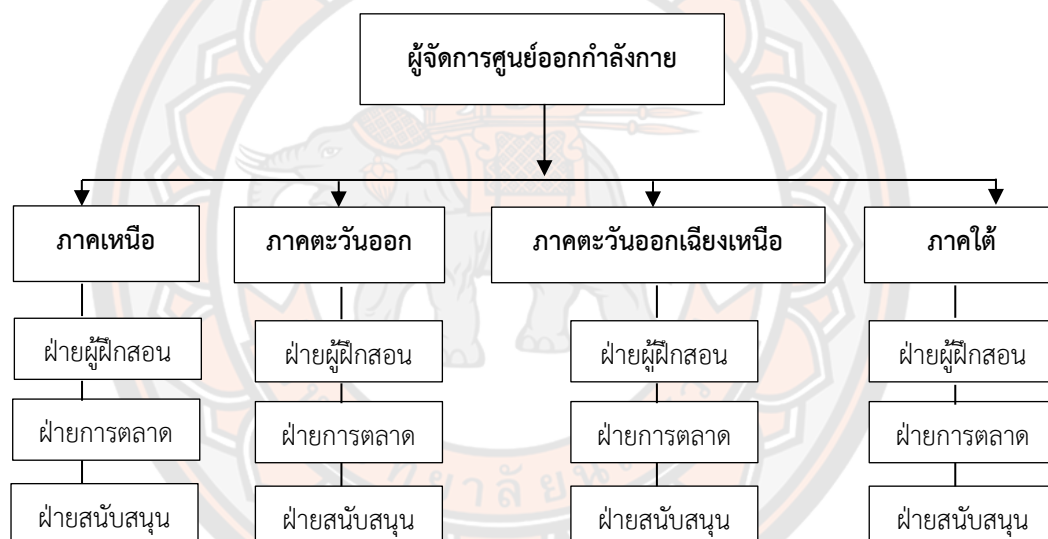 ผู้จัดการศูนย์ออกกำลังกาย
ภาคเหนือ
ภาคตะวันออก
ภาคตะวันออกเฉียงเหนือ
ภาคใต้
ฝ่ายผู้ฝึกสอน
ฝ่ายผู้ฝึกสอน
ฝ่ายผู้ฝึกสอน
ฝ่ายผู้ฝึกสอน
ฝ่ายการตลาด
ฝ่ายการตลาด
ฝ่ายการตลาด
ฝ่ายการตลาด
ฝ่ายสนับสนุน
ฝ่ายสนับสนุน
ฝ่ายสนับสนุน
ฝ่ายสนับสนุน